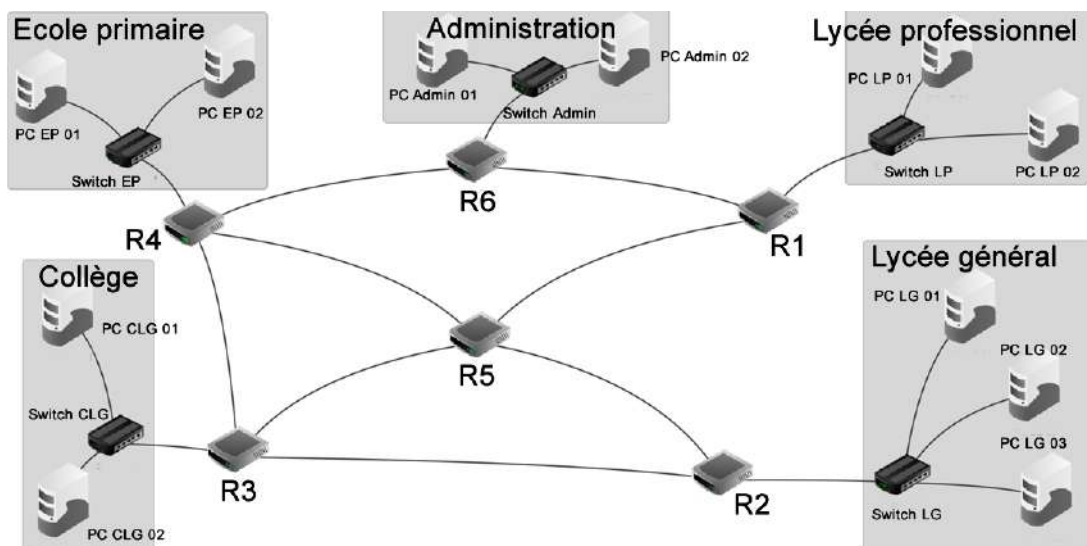 Ecole primaire
PC EP 01
PC EP 02
Switch EP
Administration
PC Admin 01
PC Admin 02
Switch Admin
Lycée professionnel
PC LP 01
Switch LP
PC LP 02
R6
R4
R1
Collège
PC CLG 01
Switch CLG
PC CLG 02
R5
R3
R2
Lycée général
PC LG 01
PC LG 02
PC LG 03
Switch LG